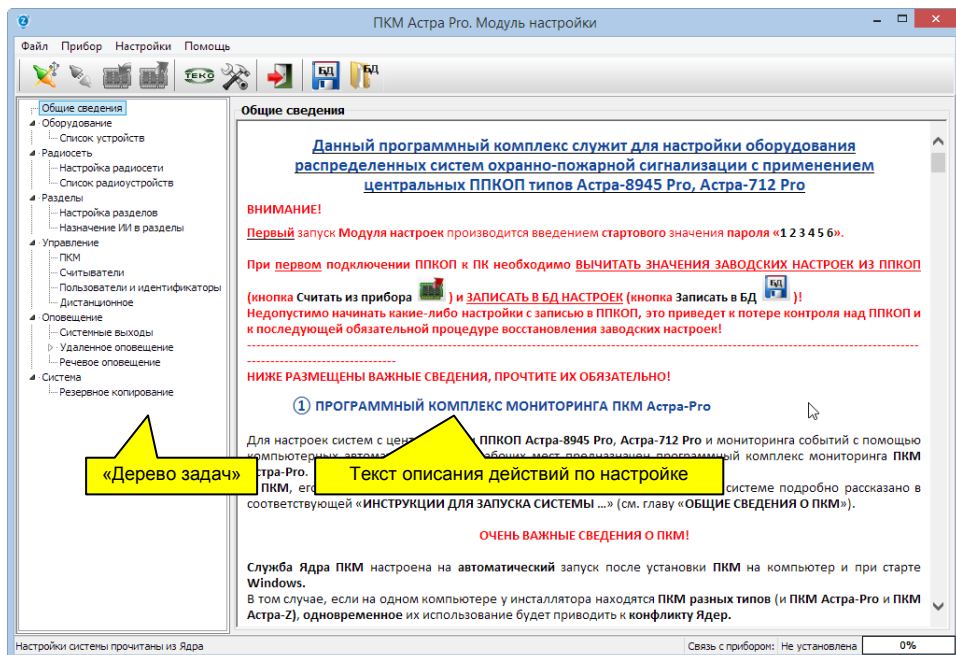 ПКМ Астра Pro. Модуль настройки
Файл Прибор Настройки Помощь
ТЕКО БД БД
Общие сведения
Оборудование
Список устройств
Радиосеть
Настройка радиосети
Список радиоустройств
Разделы
Настройка разделов
Назначение ИИ в разделы
Управление
ПКМ
Считыватели
Пользователи и идентификаторы
Дистанционное
Оповещение
Системные выходы
Удаленное оповещение
Речевое оповещение
Система
Резервное копирование
«Дерево задач»
Общие сведения
Данный программный комплекс служит для настройки оборудования
распределенных систем охранно-пожарной сигнализации с применением
центральных ППКОП типов Астра-8945 Pro, Астра-712 Pro
ВНИМАНИЕ!
Первый запуск Модуля настроек производится введением стартового значения пароля «1 2 3 4 5 6».
При первом подключении ППКОП к ПК необходимо ВЫЧИТАТЬ ЗНАЧЕНИЯ ЗАВОДСКИХ НАСТРОЕК ИЗ ППКОП
(кнопка Считать из прибора ) и ЗАПИСАТЬ В БД НАСТРОЕК (кнопка Записать в БД БД )!
Недопустимо начинать какие-либо настройки с записью в ППКОП, это приведет к потере контроля над ППКОП и
к последующей обязательной процедуре восстановления заводских настроек!
---------------------------------------------------------------------------------------------------------------------------------
-------------------------------
НИЖЕ РАЗМЕЩЕНЫ ВАЖНЫЕ СВЕДЕНИЯ, ПРОЧТИТЕ ИХ ОБЯЗАТЕЛЬНО!
① ПРОГРАММНЫЙ КОМПЛЕКС МОНИТОРИНГА ПКМ Астра-Pro
Для настроек систем с ППКОП Астра-8945 Pro, Астра-712 Pro и мониторинга событий с помощью
компьютерных мест предназначен программный комплекс мониторинга ПКМ
Астра-Pro.
Текст описания действий по настройке
ПКМ, системе подробно рассказано в
соответствующей «ИНСТРУКЦИИ ДЛЯ ЗАПУСКА СИСТЕМЫ ...» (см. главу «ОБЩИЕ СВЕДЕНИЯ О ПКМ»).
ОЧЕНЬ ВАЖНЫЕ СВЕДЕНИЯ О ПКМ!
Служба Ядра ПКМ настроена на автоматический запуск после установки ПКМ на компьютер и при старте
Windows.
В том случае, если на одном компьютере у инсталлятора находятся ПКМ разных типов (и ПКМ Астра-Pro и ПКМ
Астра-Z), одновременное их использование будет приводить к конфликту Ядер.
Настройки системы прочитаны из Ядра
Связь с прибором: Не установлена 0%